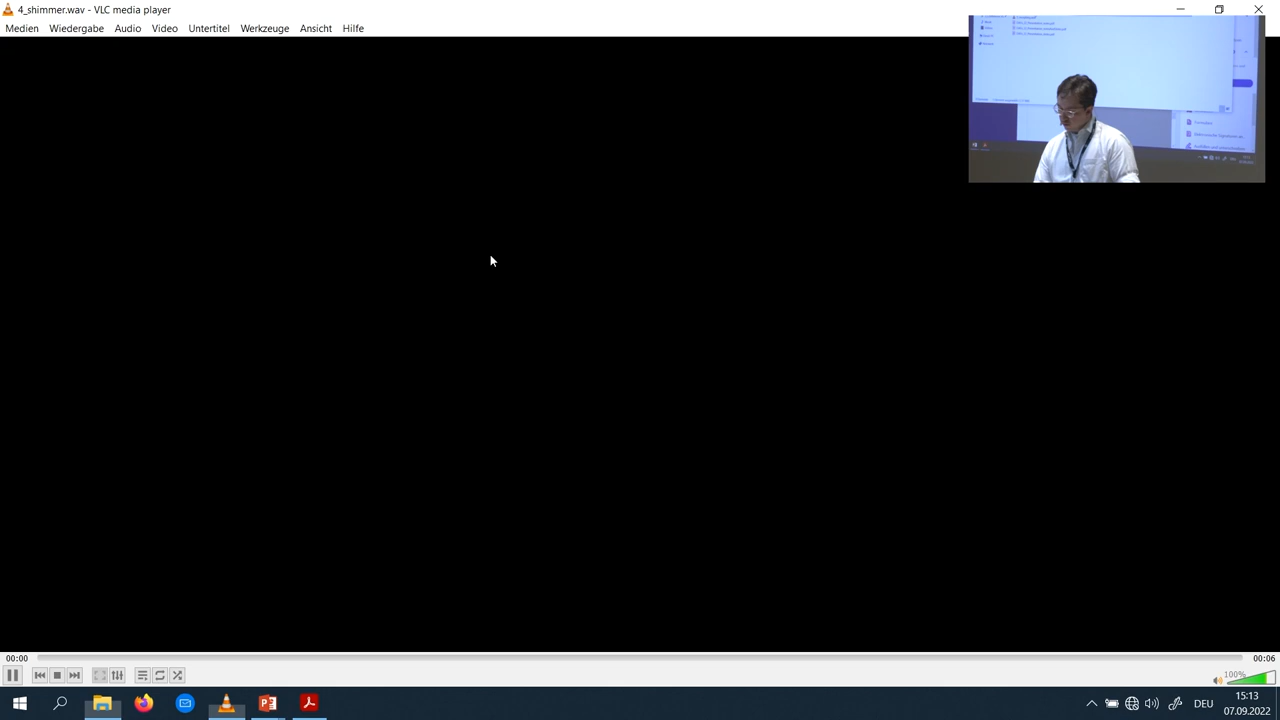 4_shimmer.wav - VLC media player
Medien Wiedergabe Audio Video Untertitel Werkzeuge Ansicht Hilfe
00:00
00:06
100%
DEU
15:13
07.09.2022